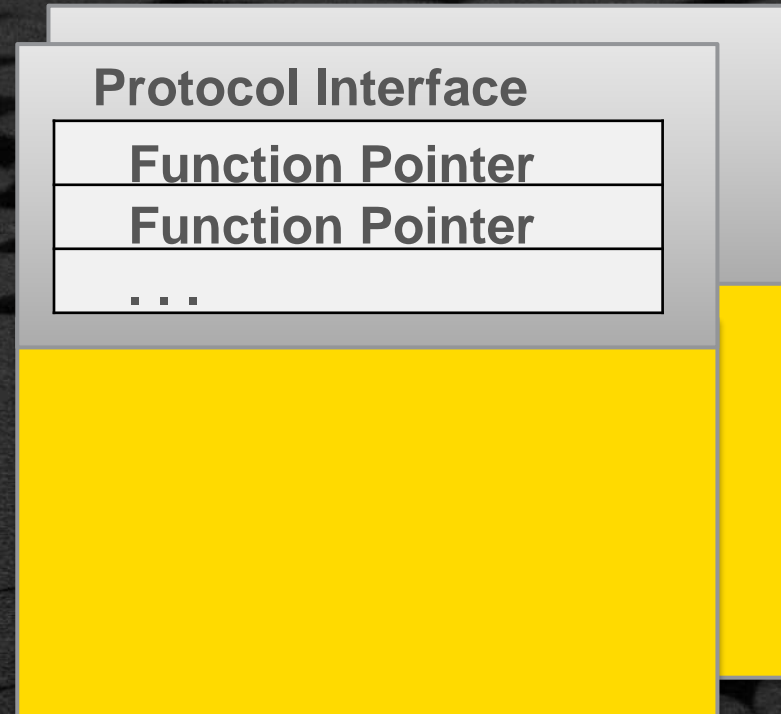 Protocol Interface
Function Pointer
Function Pointer
. . .